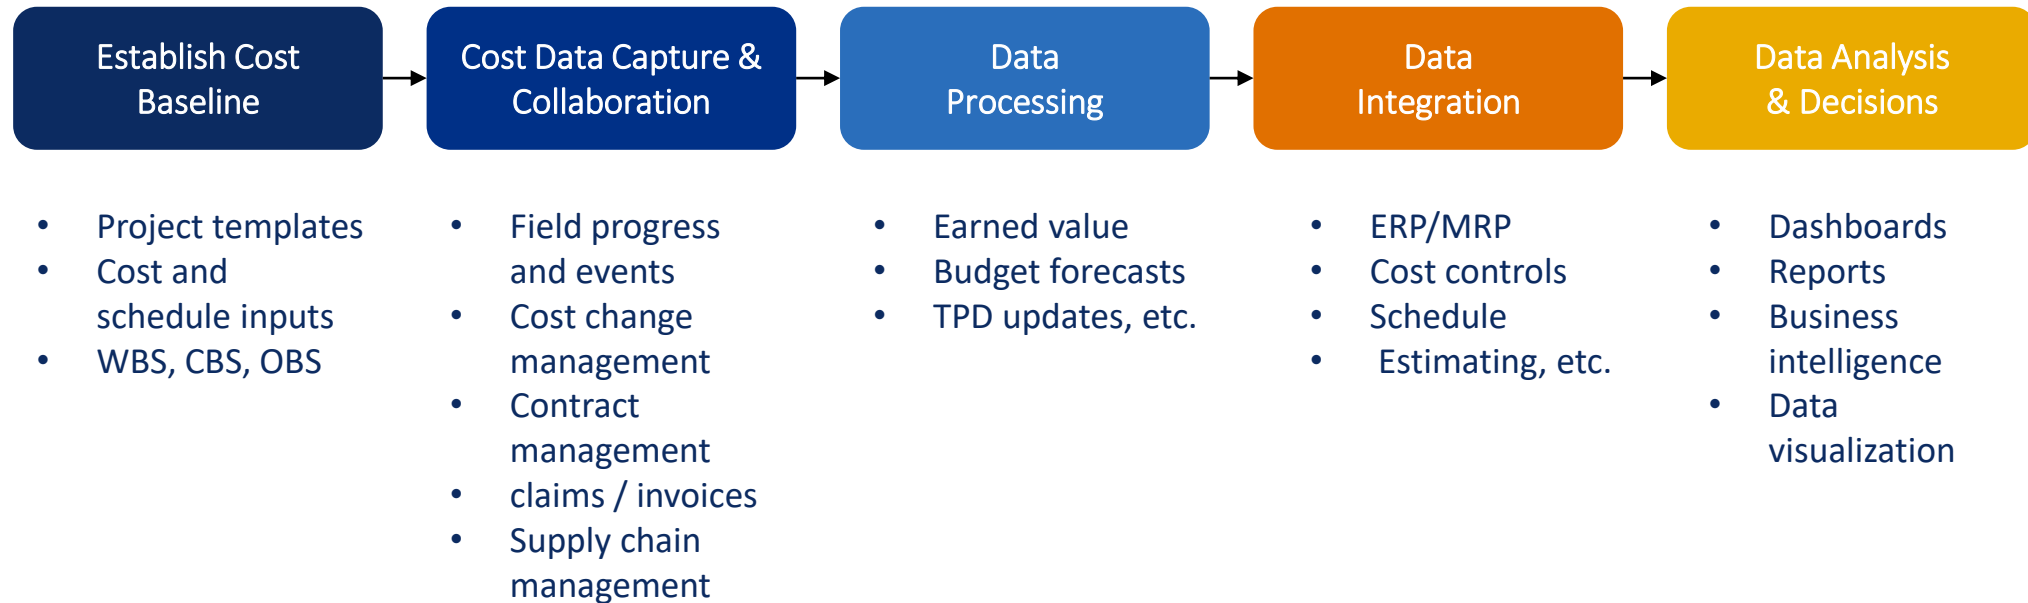 Establish Cost
Baseline
Cost Data Capture &
Collaboration
Data
Processing
Data
Integration
Data Analysis
& Decisions
• Project templates
• Cost and
schedule inputs
• WBS, CBS, OBS
• Field progress
and events
• Cost change
management
• Contract
management
• claims / invoices
• Supply chain
management
• Earned value
• Budget forecasts
• TPD updates, etc.
• ERP/MRP
• Cost controls
• Schedule
• Estimating, etc.
• Dashboards
• Reports
• Business
intelligence
• Data
visualization